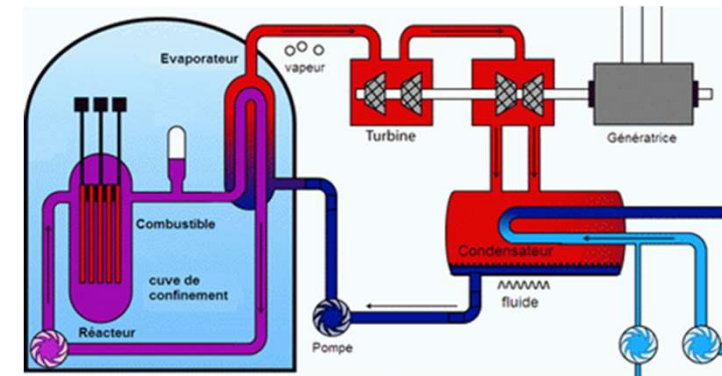 Evaporateur
vapeur
Turbine
Génératrice
Combustible
cuve de
confinement
Réacteur
Condensateur
fluide
Pompe